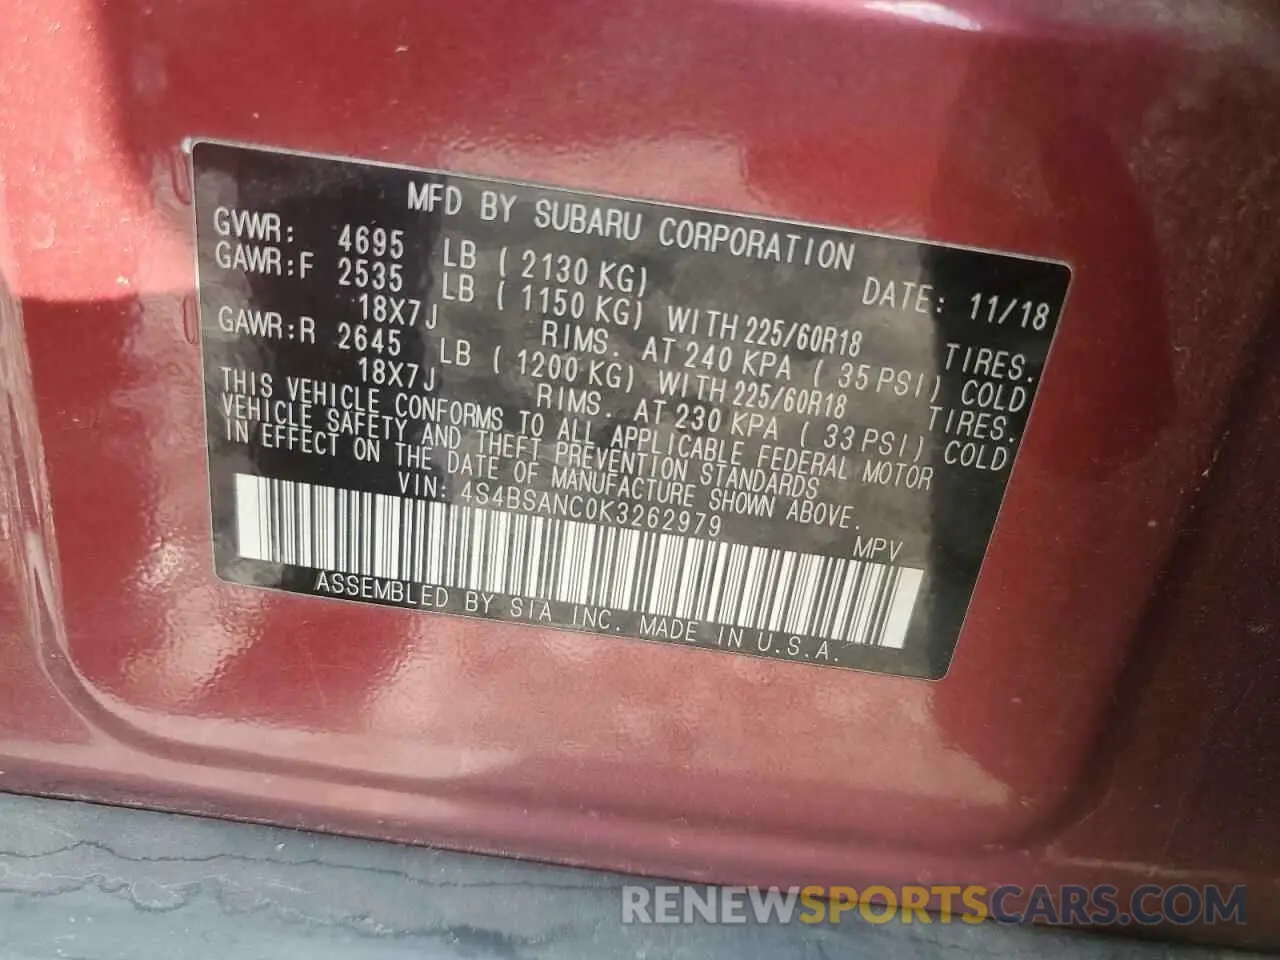 MFD BY SUBARU CORPORATION
GVWR: 4695 LB (2130 KG) DATE: 11/18
GAWR:F 2535 LB (1150 KG) WITH 225/60R18 TIRES.
18X7J RIMS. AT 240 KPA (35 PSI) COLD
GAWR:R 2645 LB (1200 KG) WITH 225/60R18 TIRES.
18X7J RIMS. AT 230 KPA (33 PSI) COLD
THIS VEHICLE CONFORMS TO ALL APPLICABLE FEDERAL MOTOR
VEHICLE SAFETY AND THEFT PREVENTION STANDARDS
IN EFFECT ON THE DATE OF MANUFACTURE SHOWN ABOVE.
VIN: 4S4BSANC0K3262979 MPV
ASSEMBLED BY SIA INC. MADE IN U.S.A.
RENEWSPORTSCARS.COM